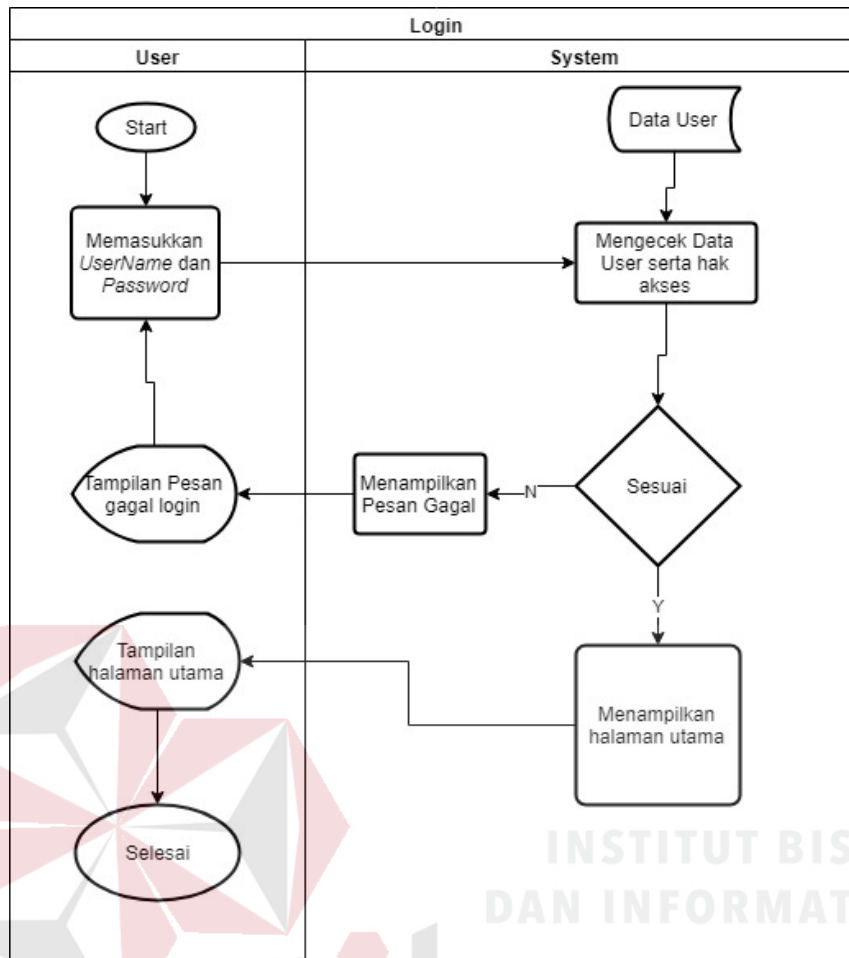 Login
User
System
Start
Data User
Memasukkan
UserName dan
Password
Mengecek Data
User serta hak
akses
Tampilan Pesan
gagal login
Menampilkan
Pesan Gagal
N
Sesuai
Y
Tampilan
halaman utama
Menampilkan
halaman utama
Selesai
INSTITUT BIS
DAN INFORMAT